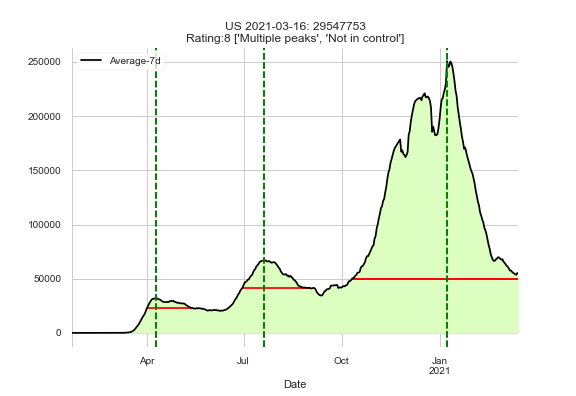 US 2021-03-16: 29547753
Rating:8 ['Multiple peaks', 'Not in control']
Average-7d
250000
200000
150000
100000
50000
0
Apr Jul Oct Jan
2021
Date